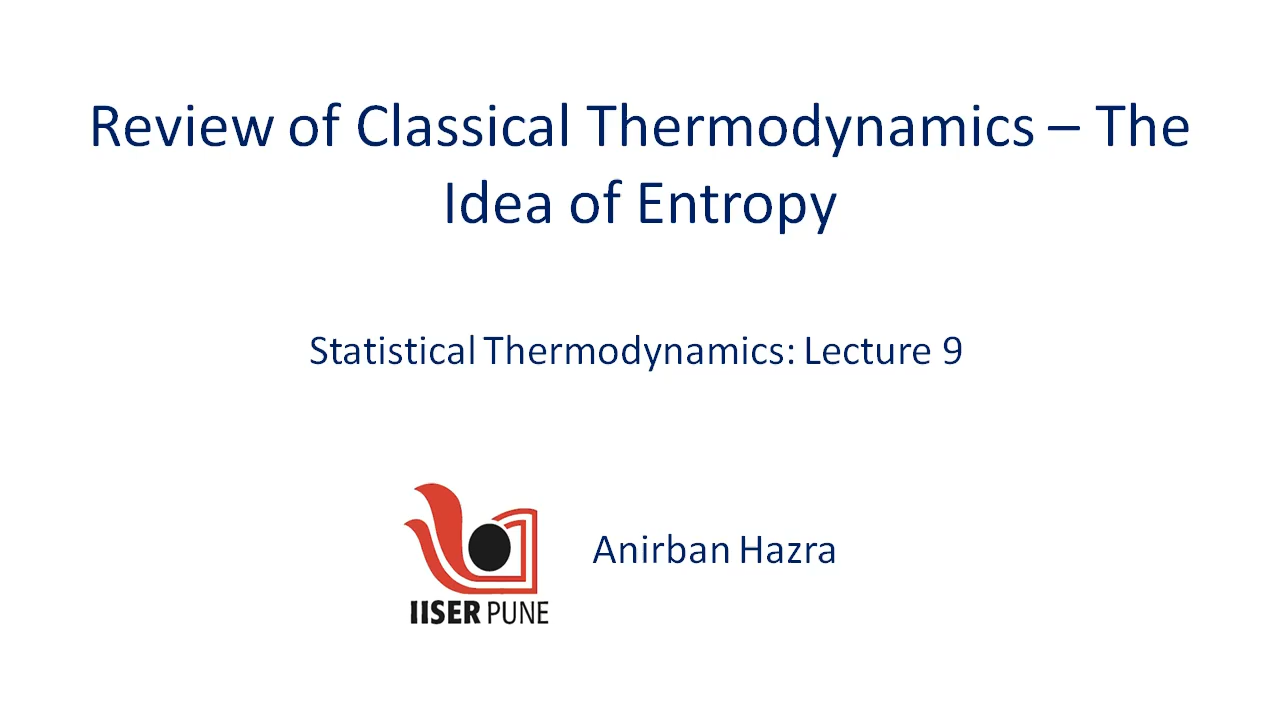 Review of Classical Thermodynamics – The
Idea of Entropy
Statistical Thermodynamics: Lecture 9
Anirban Hazra
IISER PUNE